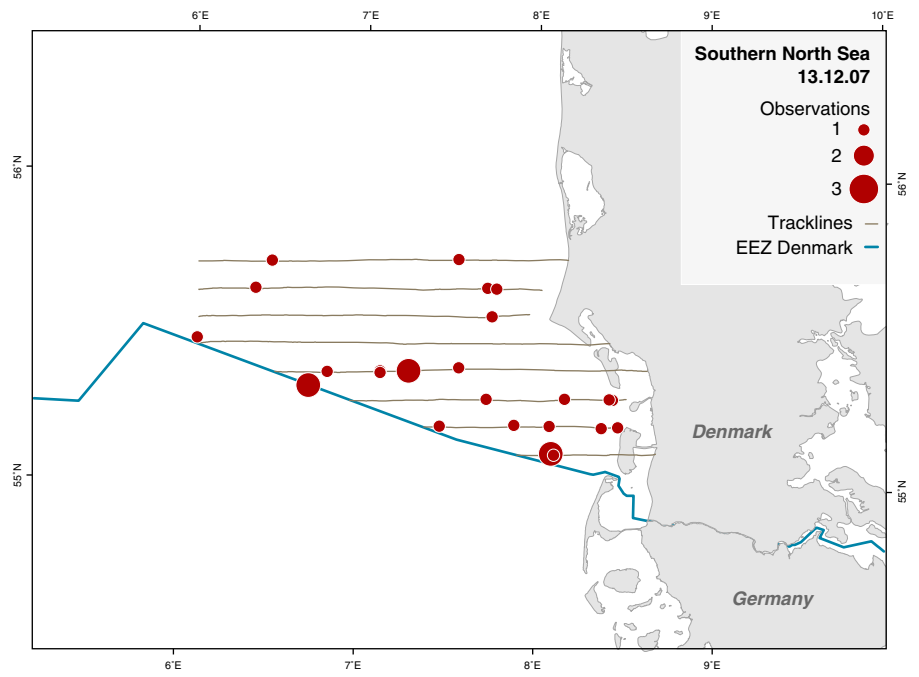 6°E 7°E 8°E 9°E 10°E
Southern North Sea
13.12.07
Observations
1
2
3
Tracklines
EEZ Denmark
56°N 56°N
Denmark
55°N 55°N
Germany
6°E 7°E 8°E 9°E